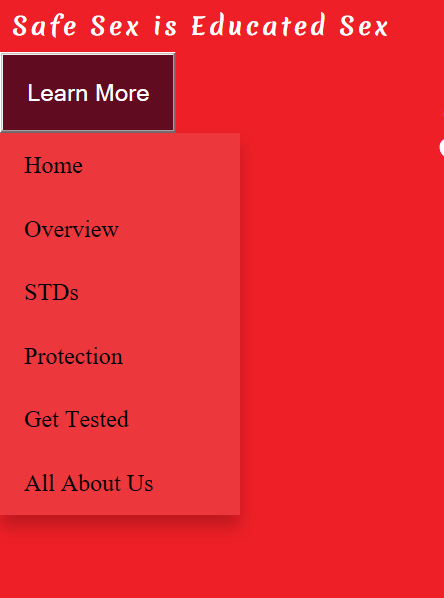 Safe Sex is Educated Sex
Learn More
Home
Overview
STDs
Protection
Get Tested
All About Us